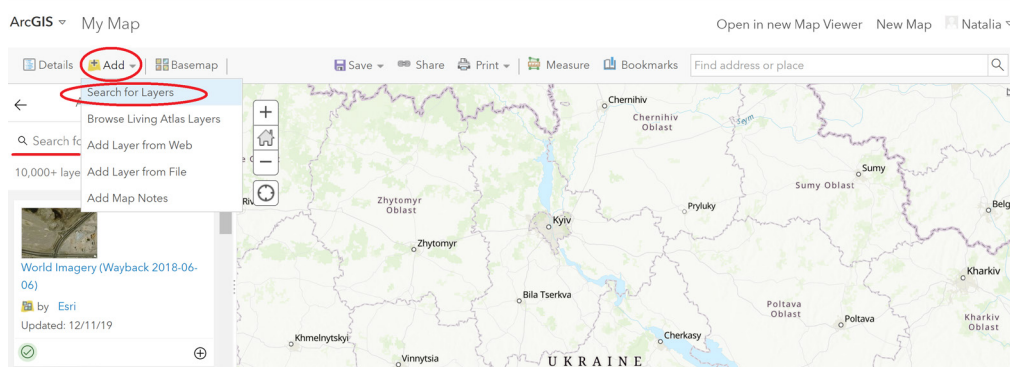 ArcGIS My Map Open in new Map Viewer New Map Natalia
Details Add Basemap Save Share Print Measure Bookmarks Find address or place
Search for Layers
Browse Living Atlas Layers
Add Layer from Web
Add Layer from File
Add Map Notes
Search
10,000+
World Imagery (Wayback 2018-06-
06)
by Esri
Updated: 12/11/19
Chernihiv
Chernihiv
Oblast
Seym
Sumy
Sumy Oblast
Zhytomyr
Oblast
Pryluky
Kyiv
Zhytomyr
Kharkiv
Bila Tserkva
Poltava
Oblast
Poltava
Kharkiv
Oblast
Khmelnytskyi
Cherkasy
Vinnytsia
UKRAINE